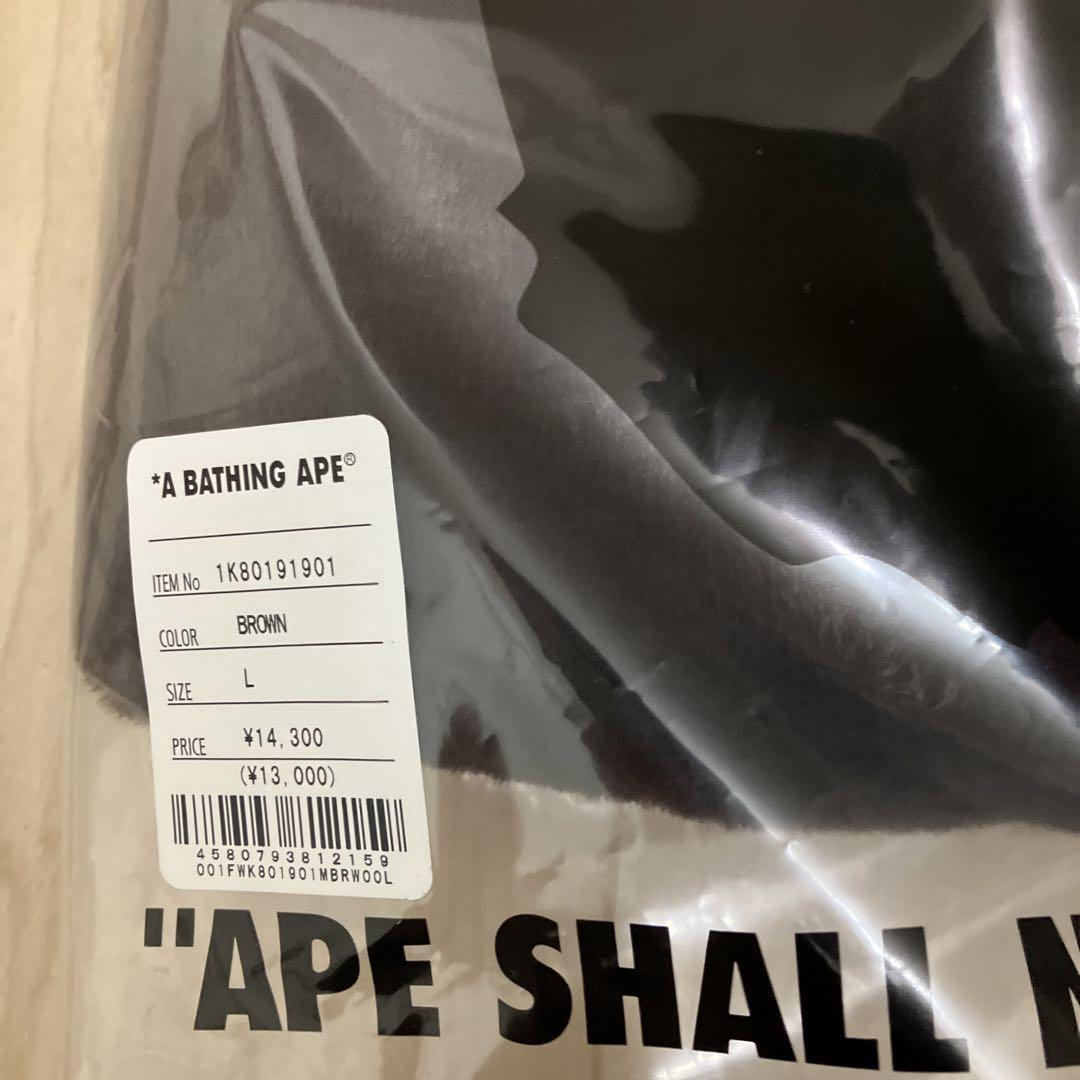 *A BATHING APE®
ITEM No 1K80191901
COLOR BROWN
SIZE L
PRICE ¥14,300
(¥13,000)
4580793812159
001FWK801901MBRWOOL
"APE SHALL N